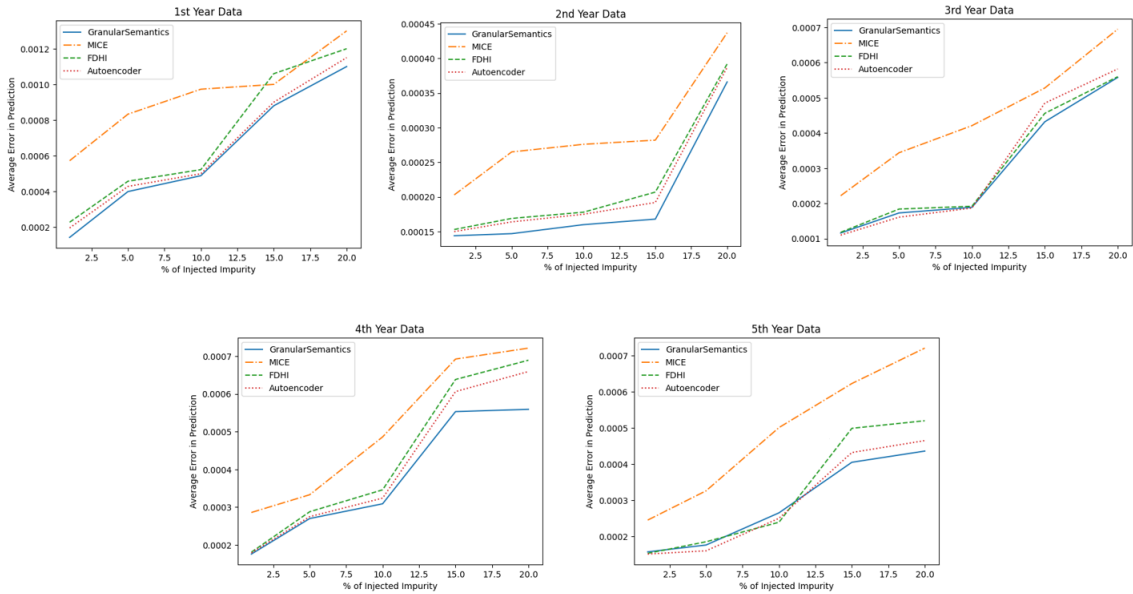 1st Year Data
GranularSemantics
MICE
FDHI
Autoencoder
0.0012
0.0010
0.0008
0.0006
0.0004
0.0002
Average Error in Prediction
2.5 5.0 7.5 10.0 12.5 15.0 17.5 20.0
% of Injected Impurity
2nd Year Data
GranularSemantics
MICE
FDHI
Autoencoder
0.00045
0.00040
0.00035
0.00030
0.00025
0.00020
0.00015
Average Error in Prediction
2.5 5.0 7.5 10.0 12.5 15.0 17.5 20.0
% of Injected Impurity
3rd Year Data
GranularSemantics
MICE
FDHI
Autoencoder
0.0007
0.0006
0.0005
0.0004
0.0003
0.0002
0.0001
Average Error in Prediction
2.5 5.0 7.5 10.0 12.5 15.0 17.5 20.0
% of Injected Impurity
4th Year Data
GranularSemantics
MICE
FDHI
Autoencoder
0.0007
0.0006
0.0005
0.0004
0.0003
0.0002
Average Error in Prediction
2.5 5.0 7.5 10.0 12.5 15.0 17.5 20.0
% of Injected Impurity
5th Year Data
GranularSemantics
MICE
FDHI
Autoencoder
0.0007
0.0006
0.0005
0.0004
0.0003
0.0002
Average Error in Prediction
2.5 5.0 7.5 10.0 12.5 15.0 17.5 20.0
% of Injected Impurity